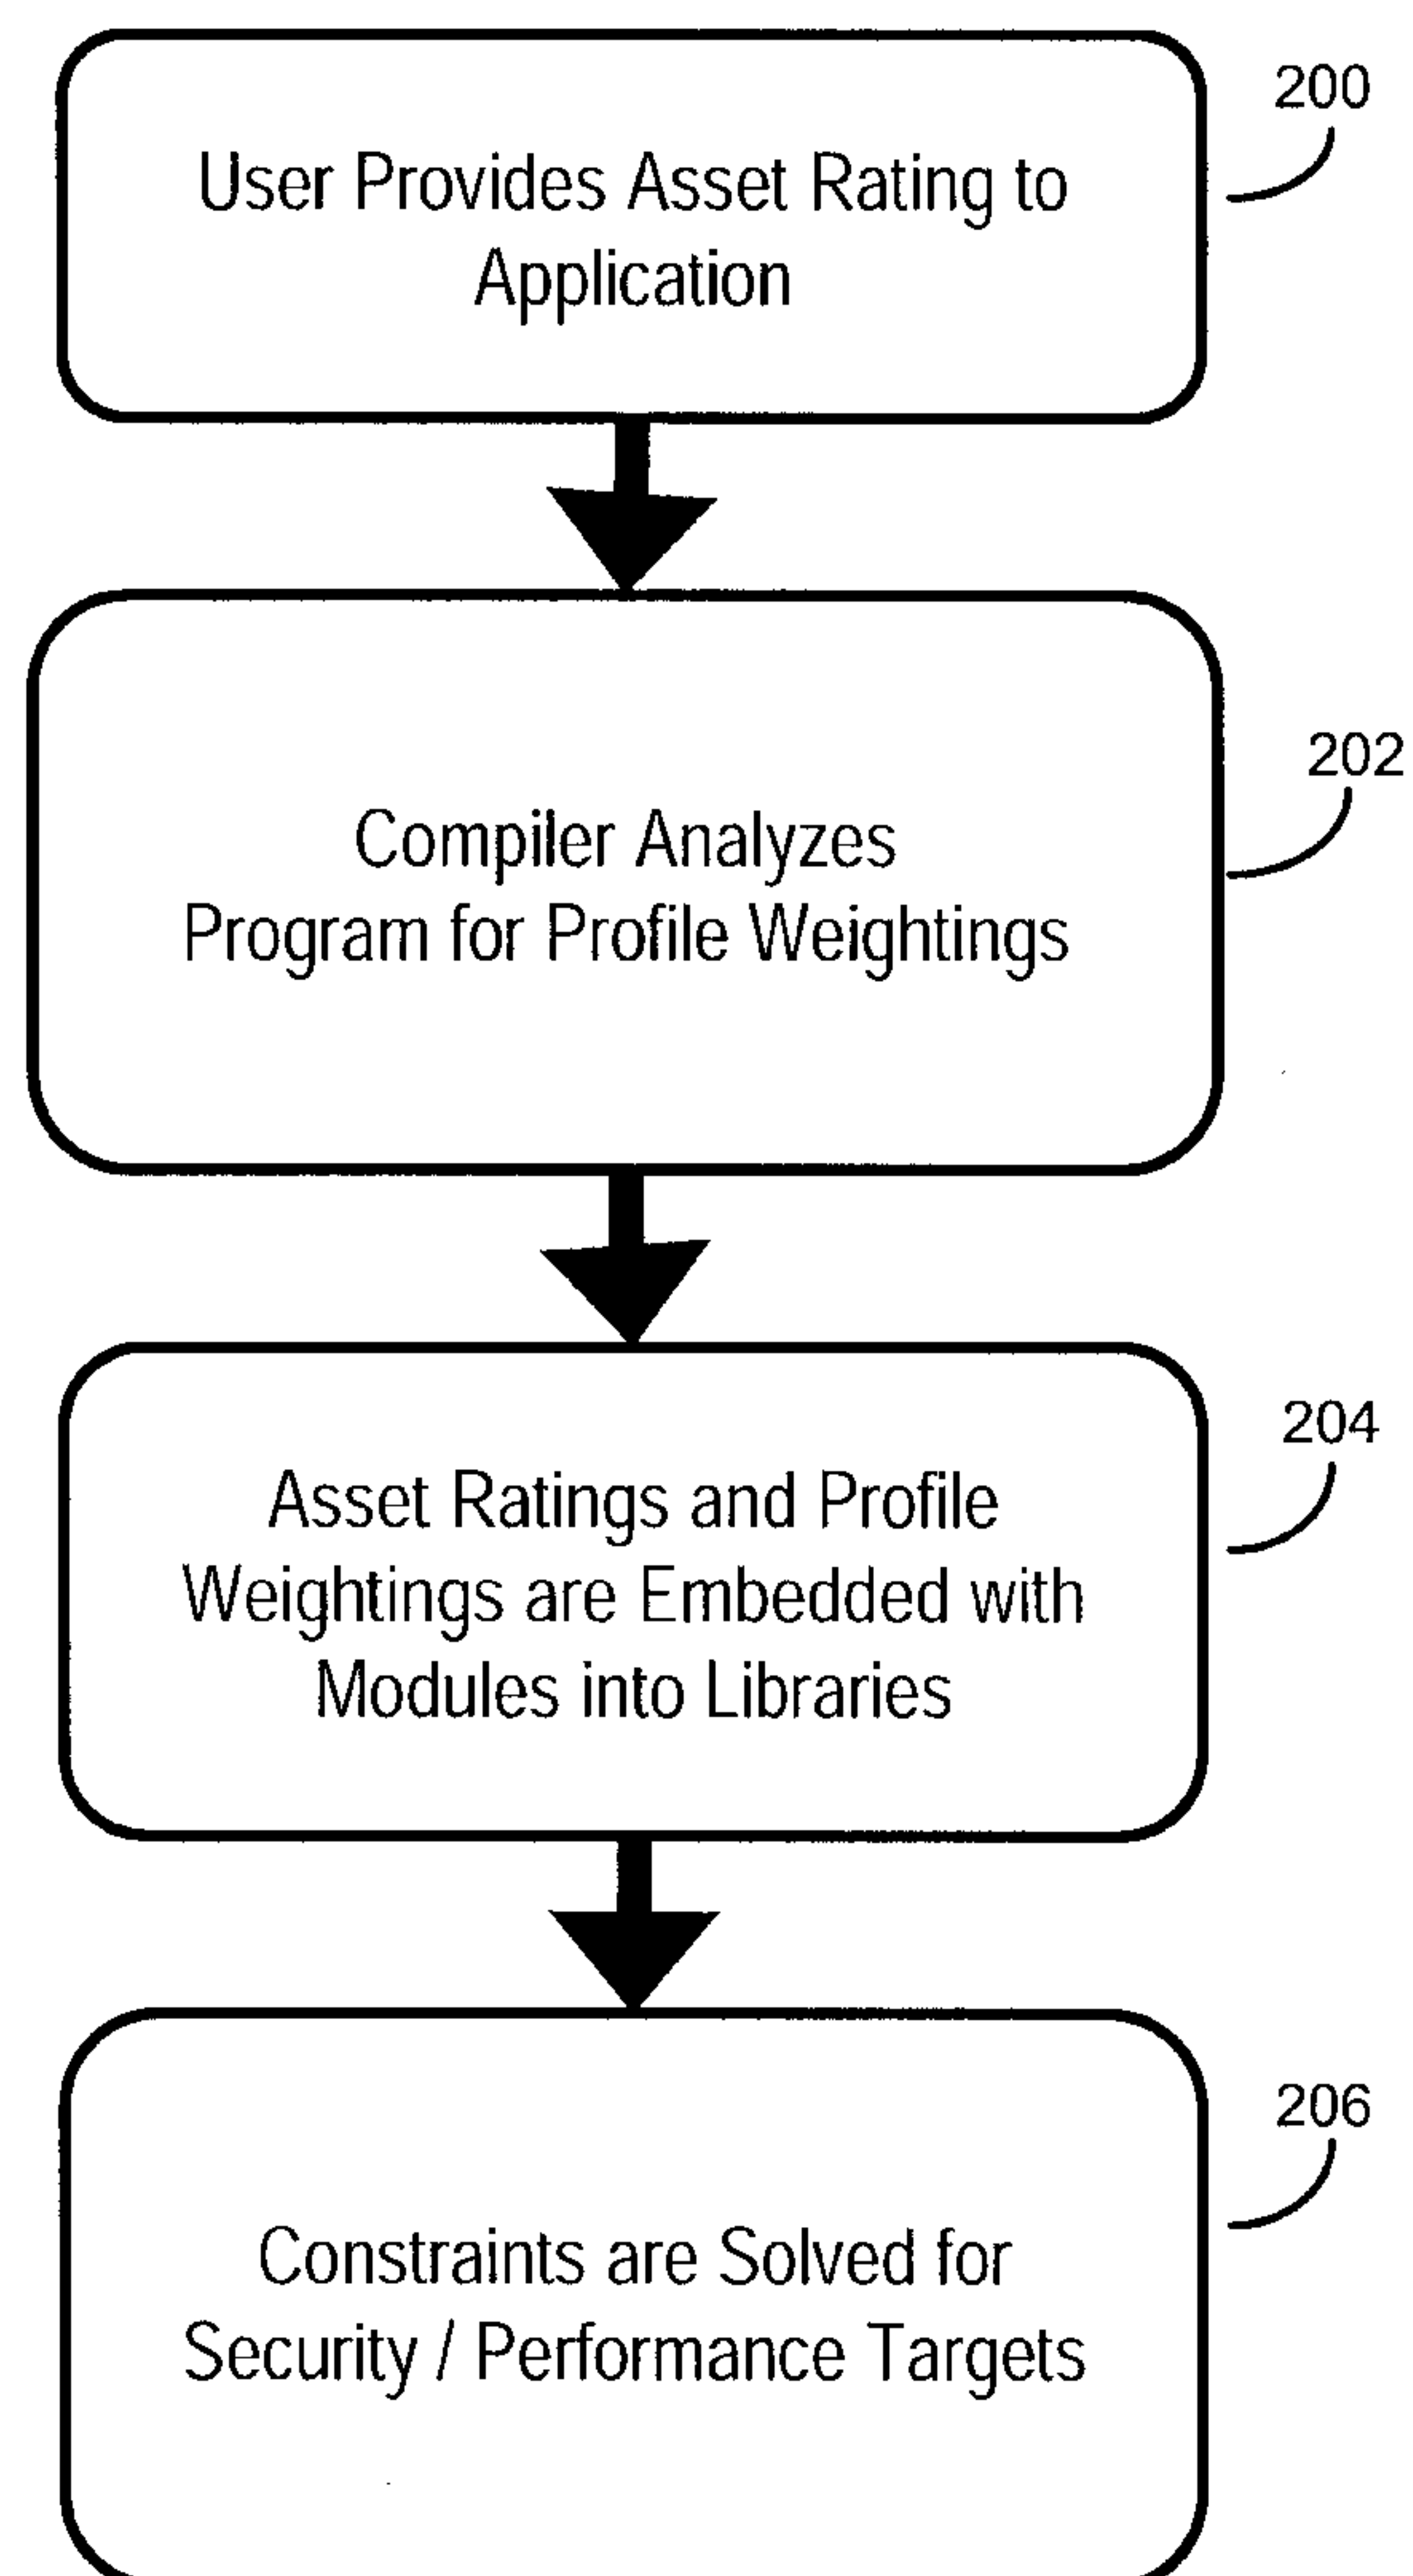 200
User Provides Asset Rating to
Application
202
Compiler Analyzes
Program for Profile Weightings
204
Asset Ratings and Profile
Weightings are Embedded with
Modules into Libraries
206
Constraints are Solved for
Security / Performance Targets